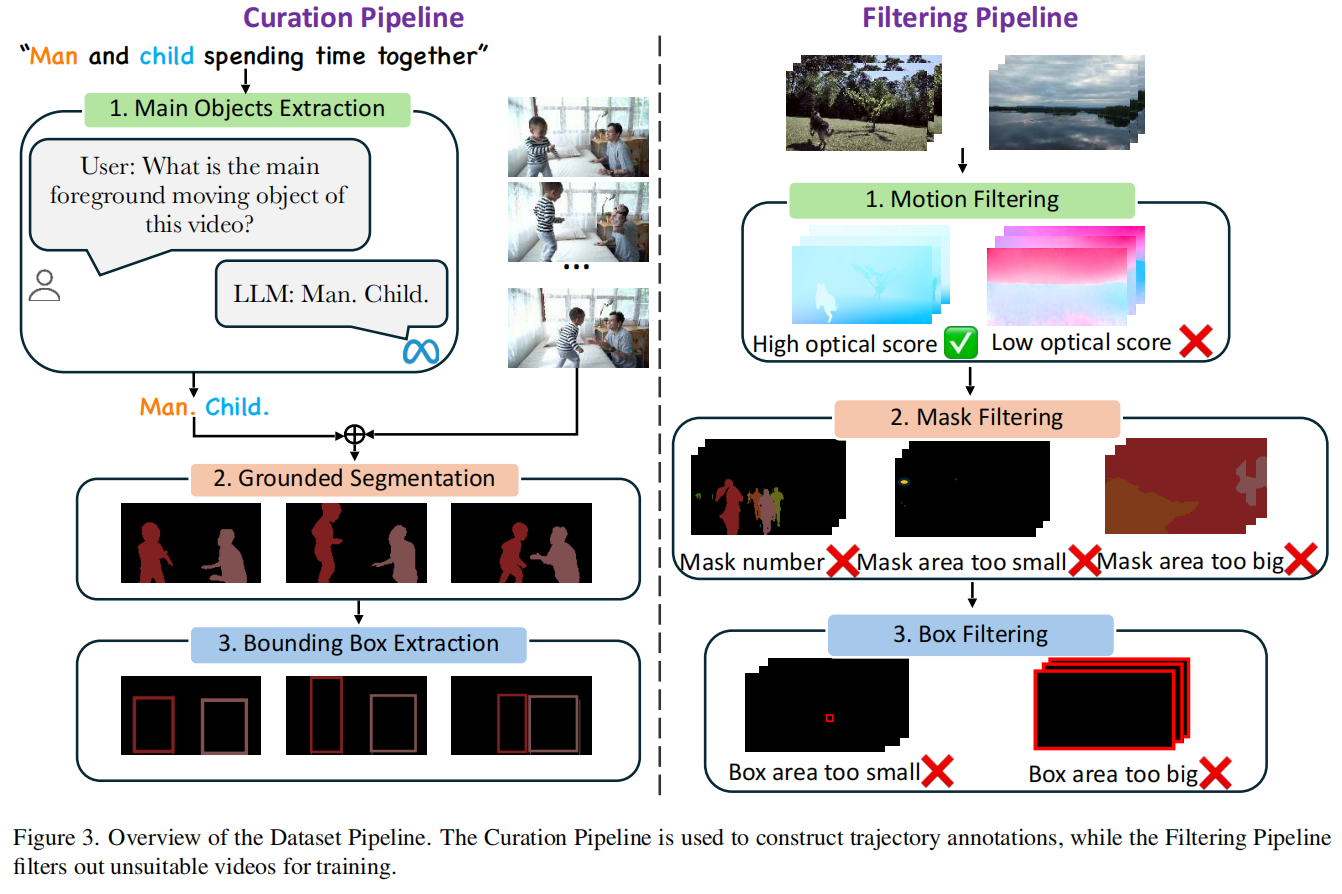 Curation Pipeline
"Man and child spending time together"
1. Main Objects Extraction
User: What is the main
foreground moving object of
this video?
LLM: Man. Child.
Man. Child.
...
2. Grounded Segmentation
3. Bounding Box Extraction
Filtering Pipeline
1. Motion Filtering
High optical score
Low optical score
2. Mask Filtering
Mask number
Mask area too small
Mask area too big
3. Box Filtering
Box area too small
Box area too big
Figure 3. Overview of the Dataset Pipeline. The Curation Pipeline is used to construct trajectory annotations, while the Filtering Pipeline
filters out unsuitable videos for training.